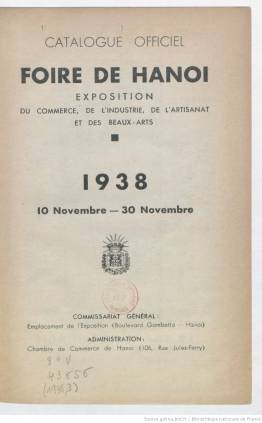 CATALOGUE OFFICIEL
FOIRE DE HANOI
EXPOSITION
DU COMMERCE, DE L'INDUSTRIE, DE L'ARTISANAT
ET DES BEAUX-ARTS
1938
10 Novembre — 30 Novembre
COMMISSARIAT GÉNÉRAL :
Emplacement de l'Exposition (Boulevard Gambetta - Hanoi)
ADMINISTRATION :
Chambre de Commerce de Hanoi (106, Rue Jules-Ferry)
8° V
Source gallica.bnf.fr / Bibliothèque nationale de France